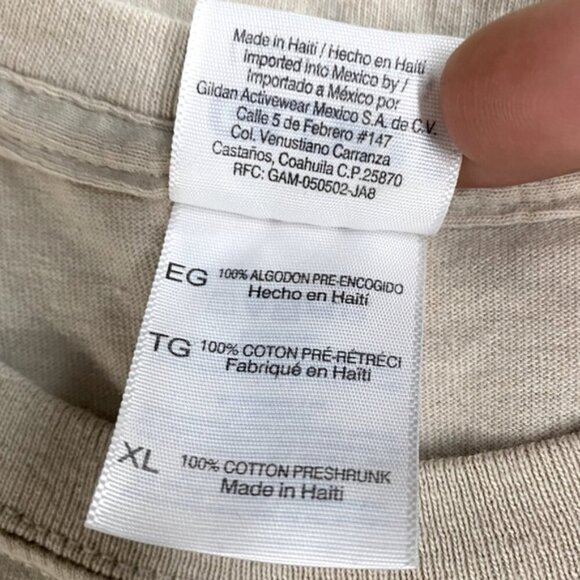 Made in Haiti / Hecho en Haití
Imported into Mexico by /
Importado a México por
Gildan Activewear Mexico S.A. de C.V.
Calle 5 de Febrero #147
Col. Venustiano Carranza
Castaños, Coahuila C.P.25870
RFC: GAM-050502-JA8
EG 100% ALGODON PRE-ENCOGIDO
Hecho en Haití
TG 100% COTON PRÉ-RÉTRÉCI
Fabriqué en Haïti
XL 100% COTTON PRESHRUNK
Made in Haiti